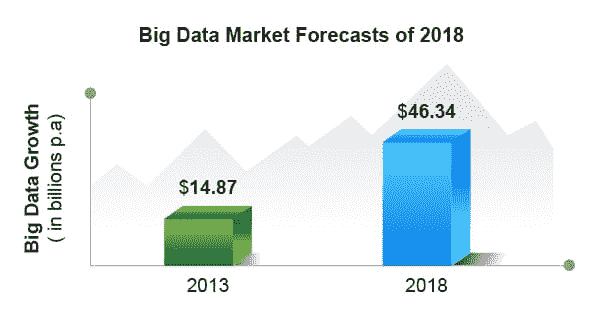 Big Data Market Forecasts of 2018
Big Data Growth
( in billions p.a)
$14.87
$46.34
2013
2018